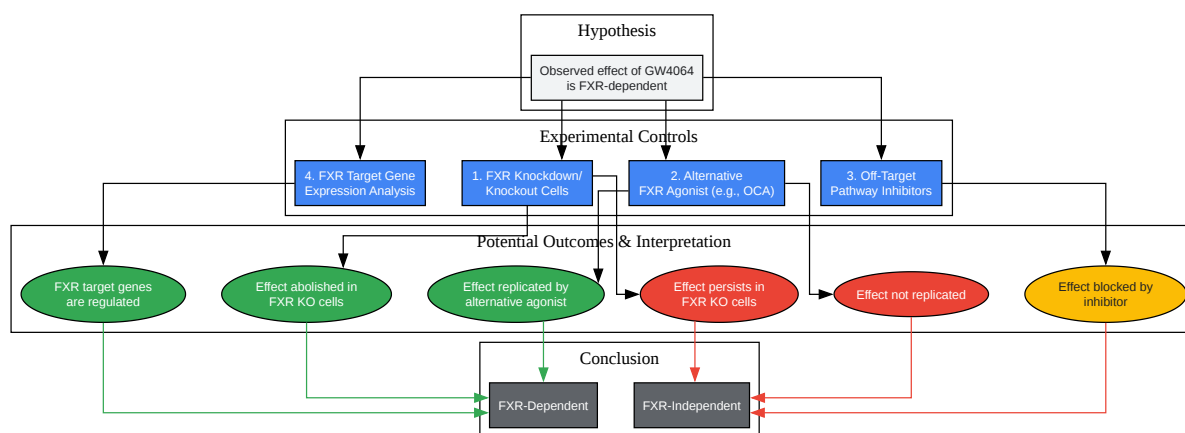 Hypothesis
Observed effect of GW4064
is FXR-dependent
Experimental Controls
4. FXR Target Gene
Expression Analysis
1. FXR Knockdown/
Knockout Cells
2. Alternative
FXR Agonist (e.g., OCA)
3. Off-Target
Pathway Inhibitors
Potential Outcomes & Interpretation
FXR target genes
are regulated
Effect abolished in
FXR KO cells
Effect replicated by
alternative agonist
Effect persists in
FXR KO cells
Effect not replicated
Effect blocked by
inhibitor
Conclusion
FXR-Dependent
FXR-Independent